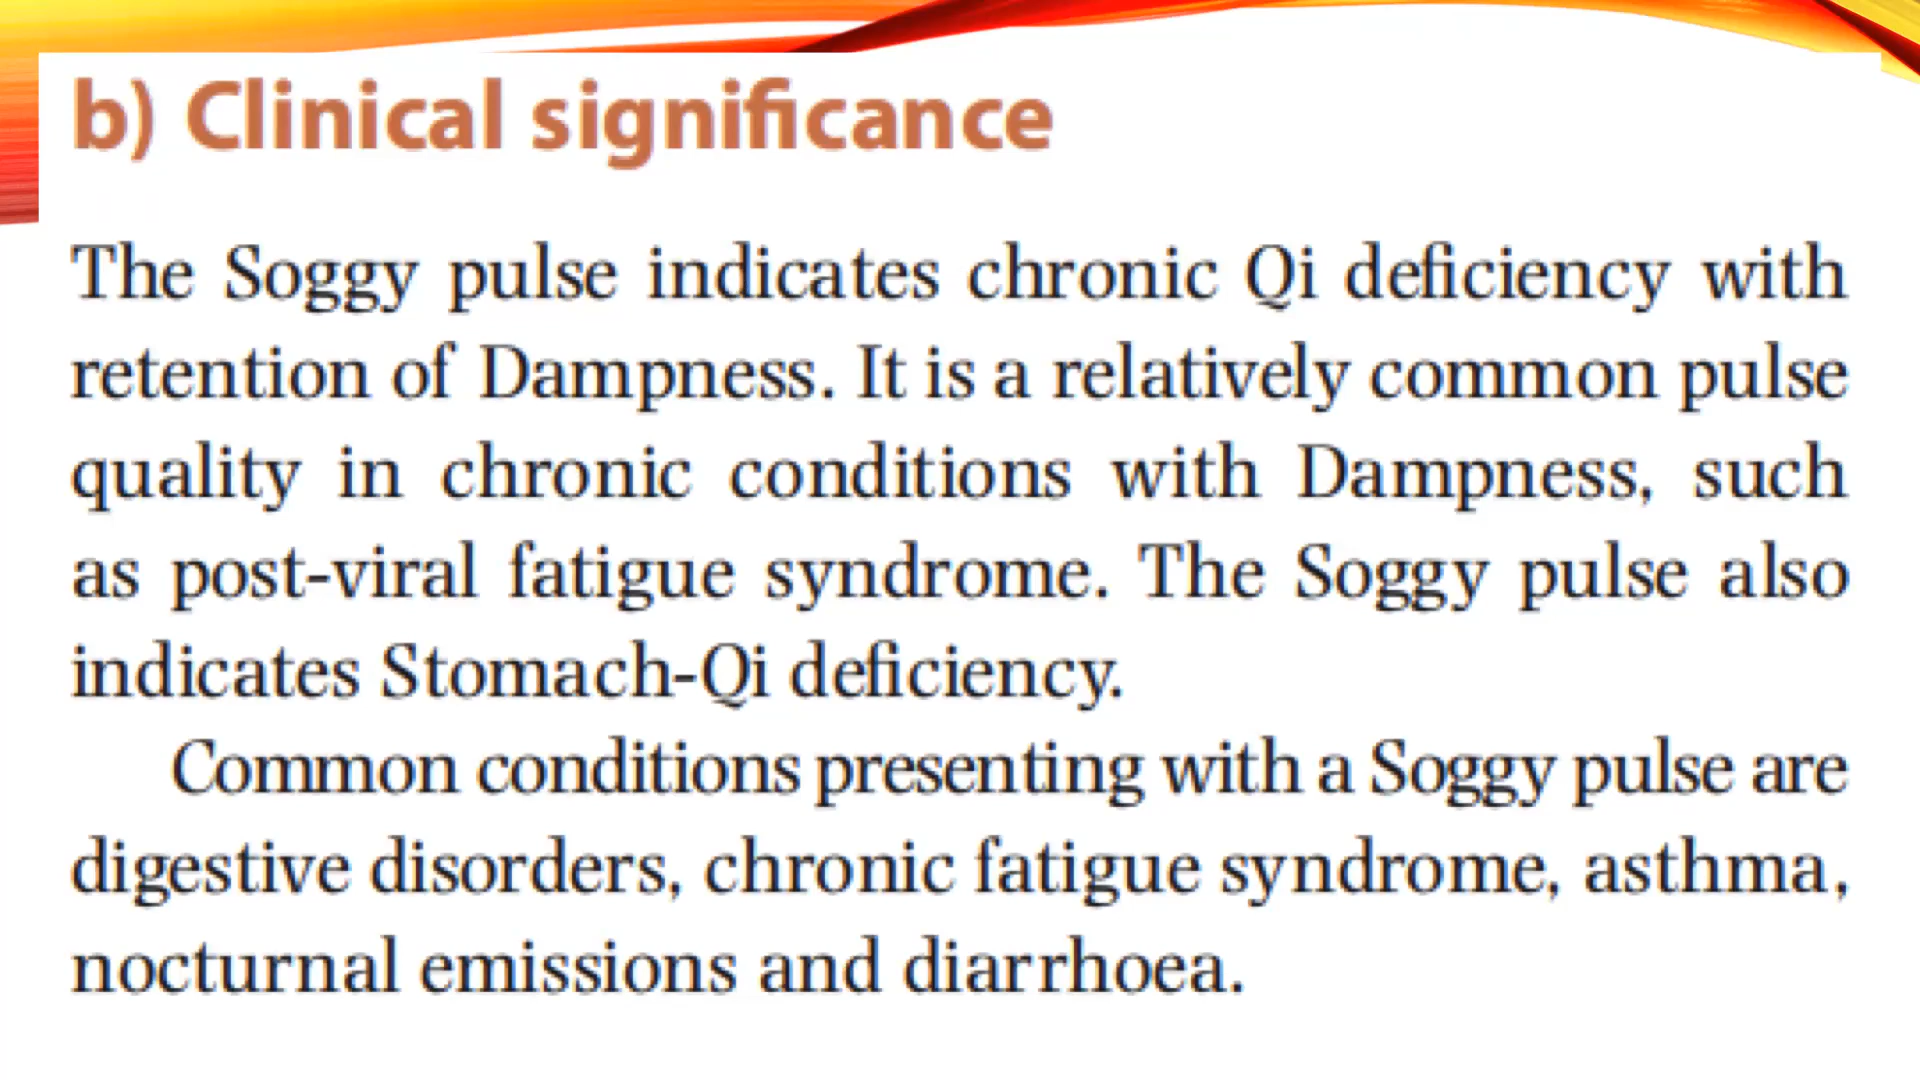 b) Clinical significance
The Soggy pulse indicates chronic Qi deficiency with
retention of Dampness. It is a relatively common pulse
quality in chronic conditions with Dampness, such
as post-viral fatigue syndrome. The Soggy pulse also
indicates Stomach-Qi deficiency.
Common conditions presenting with a Soggy pulse are
digestive disorders, chronic fatigue syndrome, asthma,
nocturnal emissions and diarrhoea.